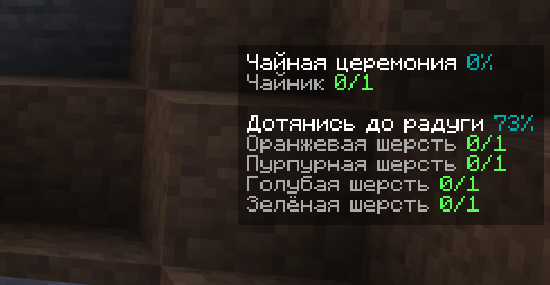 Чайная церемония 0%
Чайник 0/1
Дотянись до радуги 73%
Оранжевая шерсть 0/1
Пурпурная шерсть 0/1
Голубая шерсть 0/1
Зелёная шерсть 0/1